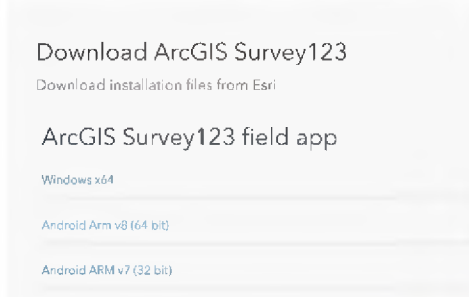 Download ArcGIS Survey123
Download installation files from Esri
ArcGIS Survey123 field app
Windows x64
Android Arm v8 (64 bit)
Android ARM v7 (32 bit)